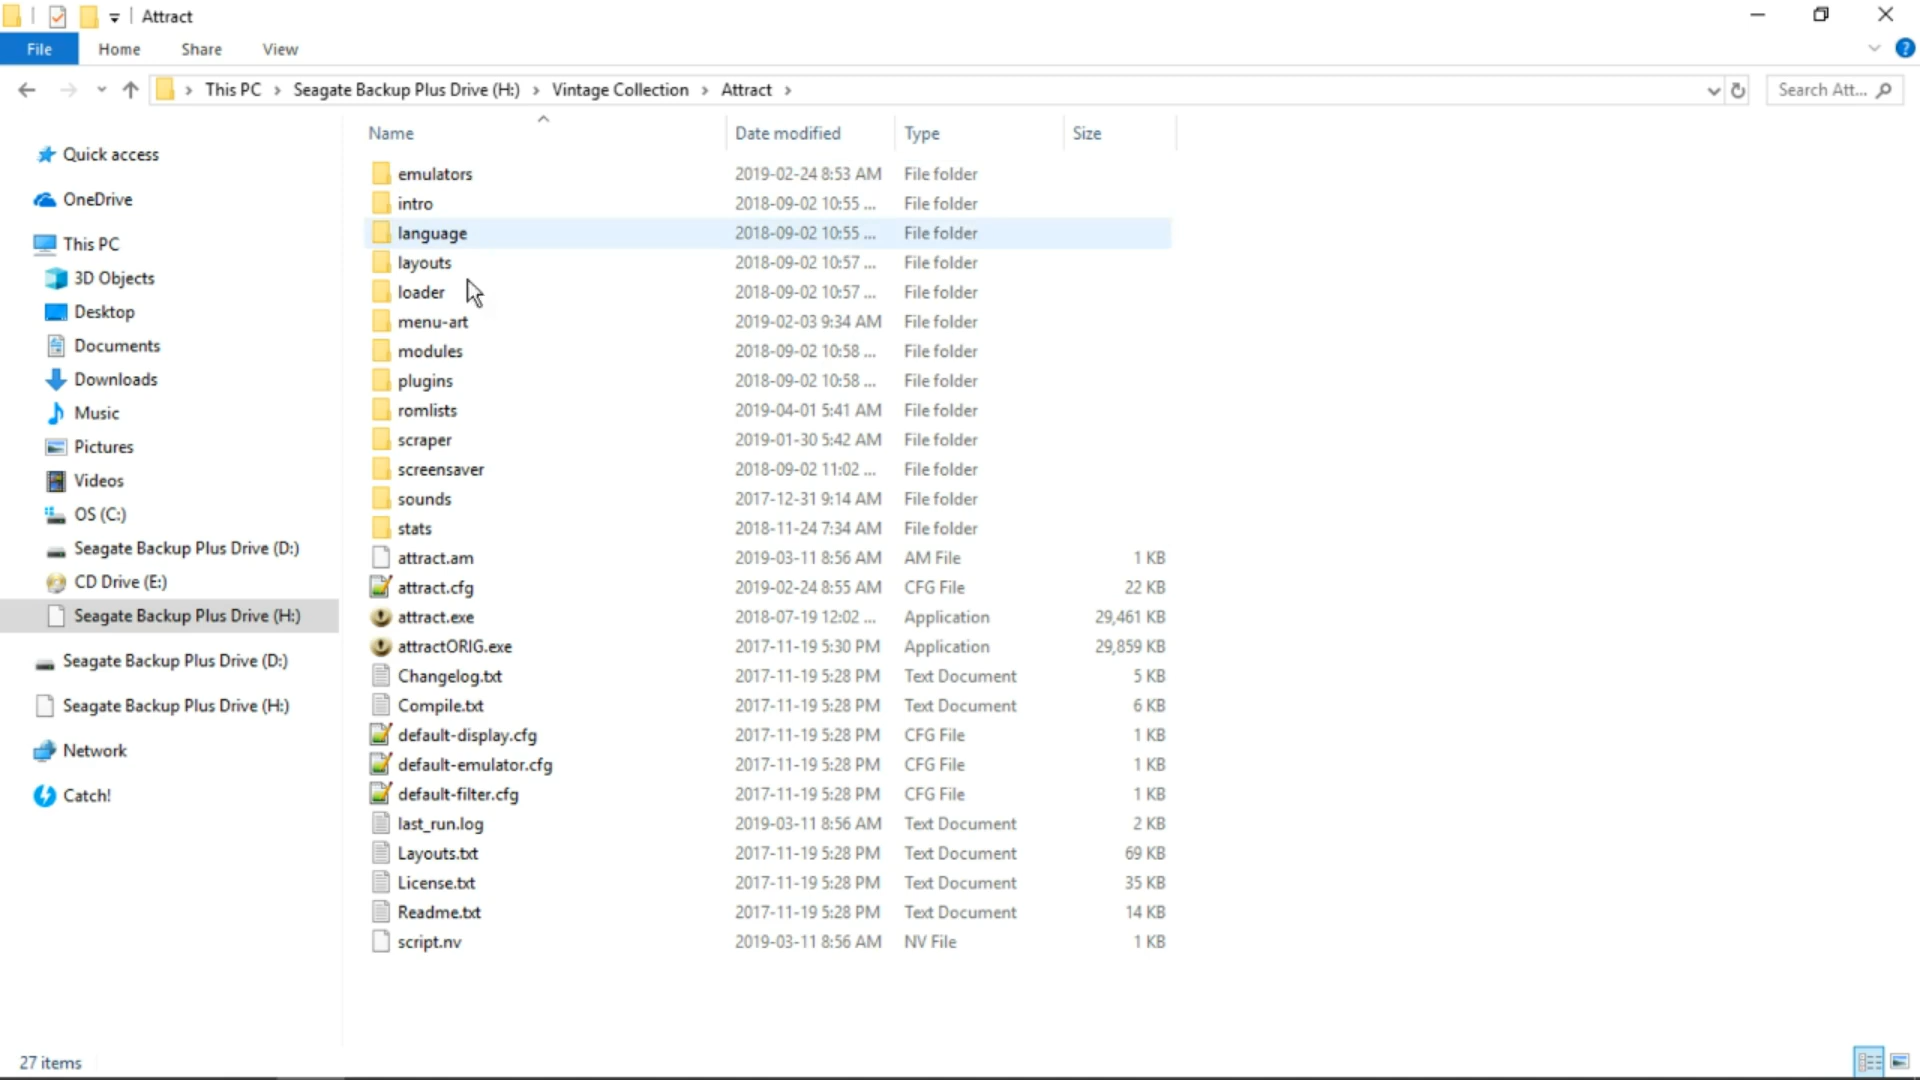 Attract
File Home Share View
This PC Seagate Backup Plus Drive (H:) Vintage Collection Attract Search Att...
Name Date modified Type Size
Quick access
OneDrive
This PC
3D Objects
Desktop
Documents
Downloads
Music
Pictures
Videos
OS (C:)
Seagate Backup Plus Drive (D:)
CD Drive (E:)
Seagate Backup Plus Drive (H:)
Seagate Backup Plus Drive (D:)
Seagate Backup Plus Drive (H:)
Network
Catch!
emulators 2019-02-24 8:53 AM File folder
intro 2018-09-02 10:55 ... File folder
language 2018-09-02 10:55 ... File folder
layouts 2018-09-02 10:57 ... File folder
loader 2018-09-02 10:57 ... File folder
menu-art 2019-02-03 9:34 AM File folder
modules 2018-09-02 10:58 ... File folder
plugins 2018-09-02 10:58 ... File folder
romlists 2019-04-01 5:41 AM File folder
scraper 2019-01-30 5:42 AM File folder
screensaver 2018-09-02 11:02 ... File folder
sounds 2017-12-31 9:14 AM File folder
stats 2018-11-24 7:34 AM File folder
attract.am 2019-03-11 8:56 AM AM File 1 KB
attract.cfg 2019-02-24 8:55 AM CFG File 22 KB
attract.exe 2018-07-19 12:02 ... Application 29,461 KB
attractORIG.exe 2017-11-19 5:30 PM Application 29,859 KB
Changelog.txt 2017-11-19 5:28 PM Text Document 5 KB
Compile.txt 2017-11-19 5:28 PM Text Document 6 KB
default-display.cfg 2017-11-19 5:28 PM CFG File 1 KB
default-emulator.cfg 2017-11-19 5:28 PM CFG File 1 KB
default-filter.cfg 2017-11-19 5:28 PM CFG File 1 KB
last_run.log 2019-03-11 8:56 AM Text Document 2 KB
Layouts.txt 2017-11-19 5:28 PM Text Document 69 KB
License.txt 2017-11-19 5:28 PM Text Document 35 KB
Readme.txt 2017-11-19 5:28 PM Text Document 14 KB
script.nv 2019-03-11 8:56 AM NV File 1 KB
27 items